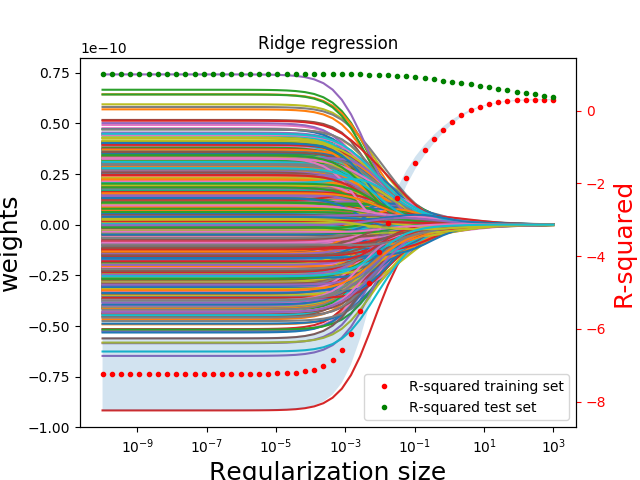 Ridge regression
1e−10
0.75
0.50
0.25
0.00
−0.25
−0.50
−0.75
−1.00
weights
0
−2
−4
−6
−8
R-squared
R-squared training set
R-squared test set
10⁻⁹ 10⁻⁷ 10⁻⁵ 10⁻³ 10⁻¹ 10¹ 10³
Regularization size